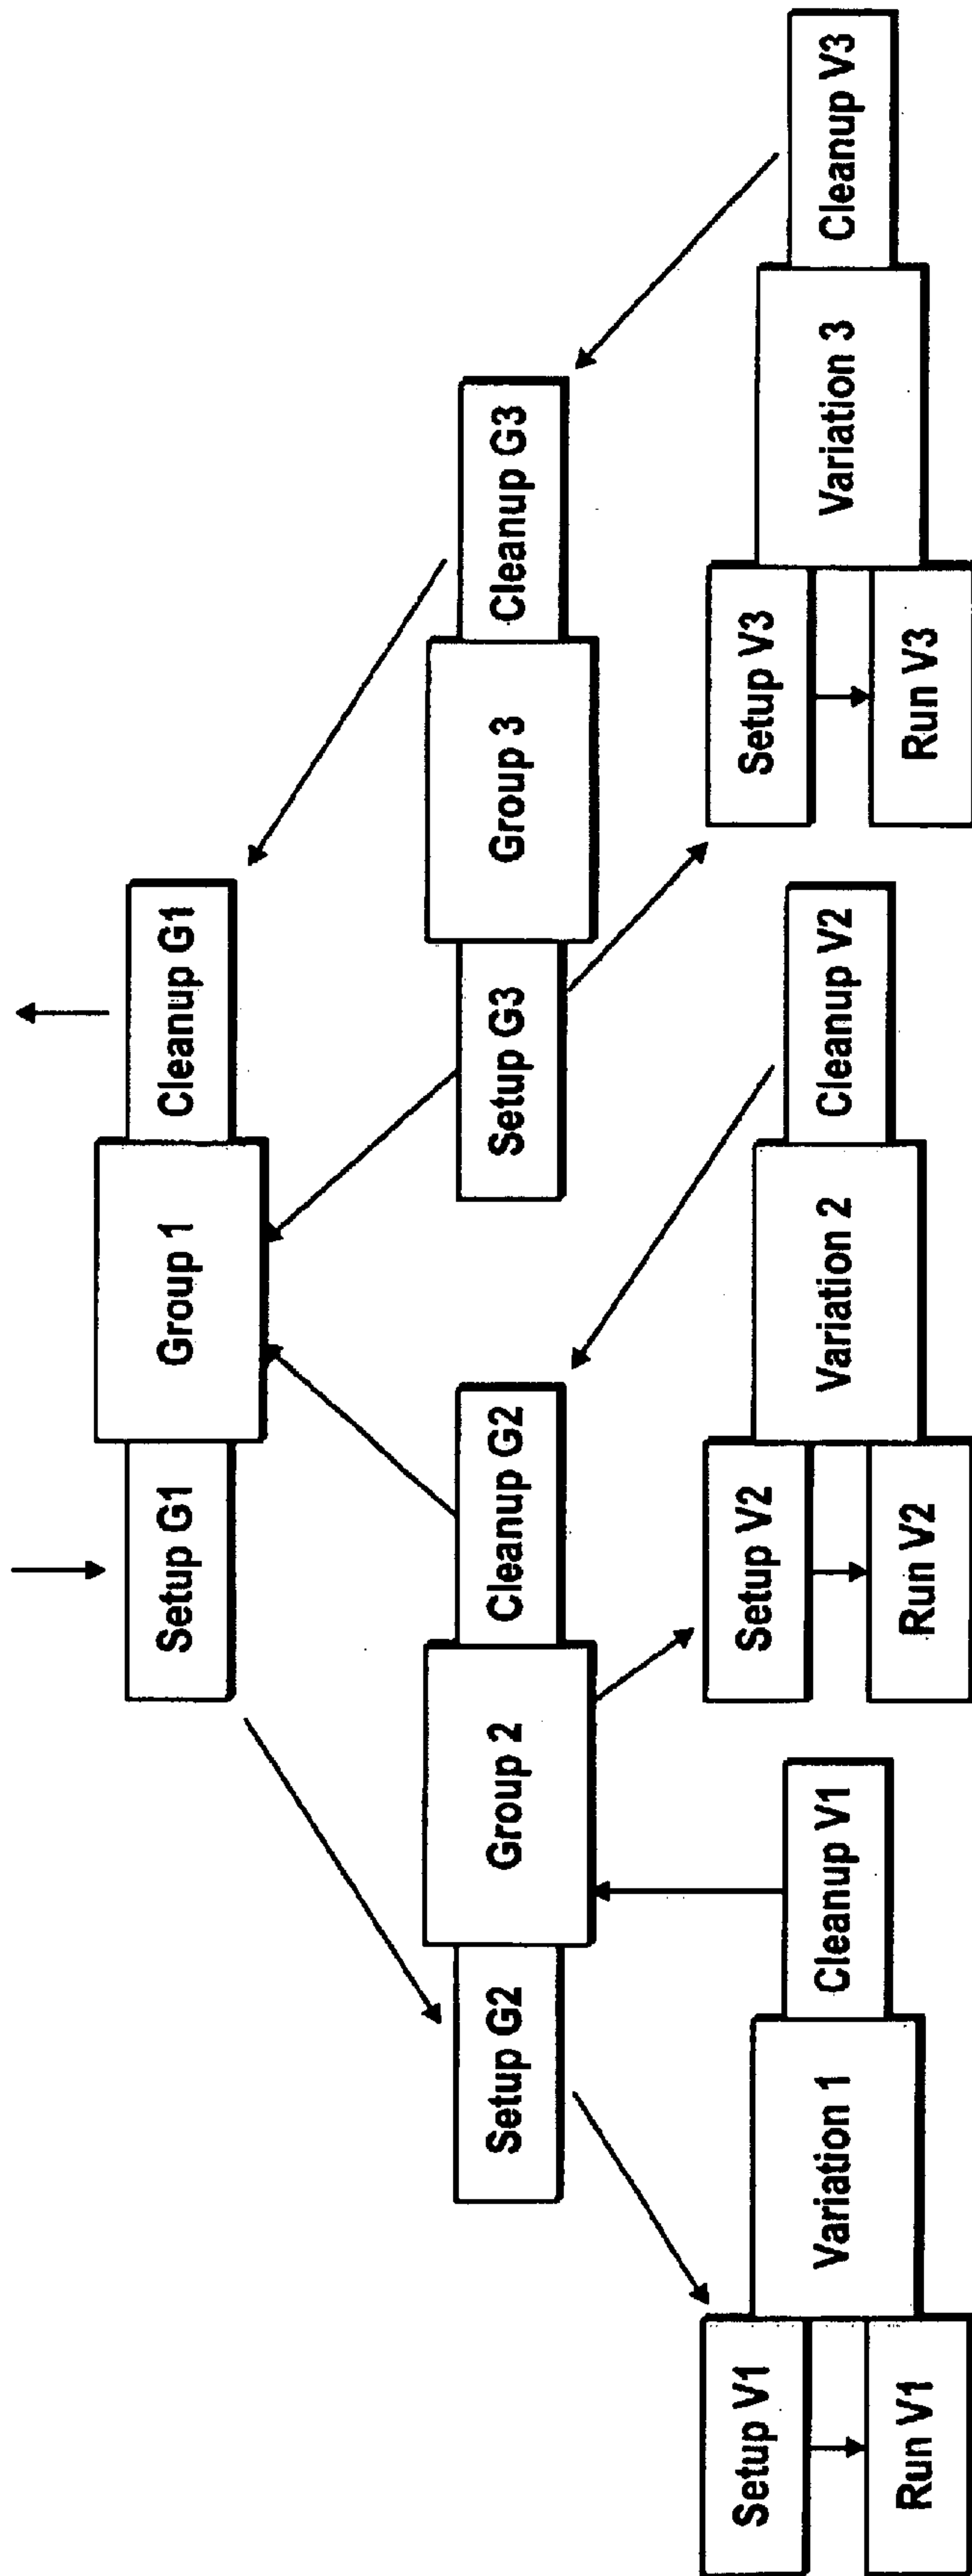 Setup G1
Group 1
Cleanup G1
Setup G2
Group 2
Cleanup G2
Setup G3
Group 3
Cleanup G3
Setup V1
Run V1
Variation 1
Cleanup V1
Setup V2
Run V2
Variation 2
Cleanup V2
Setup V3
Run V3
Variation 3
Cleanup V3